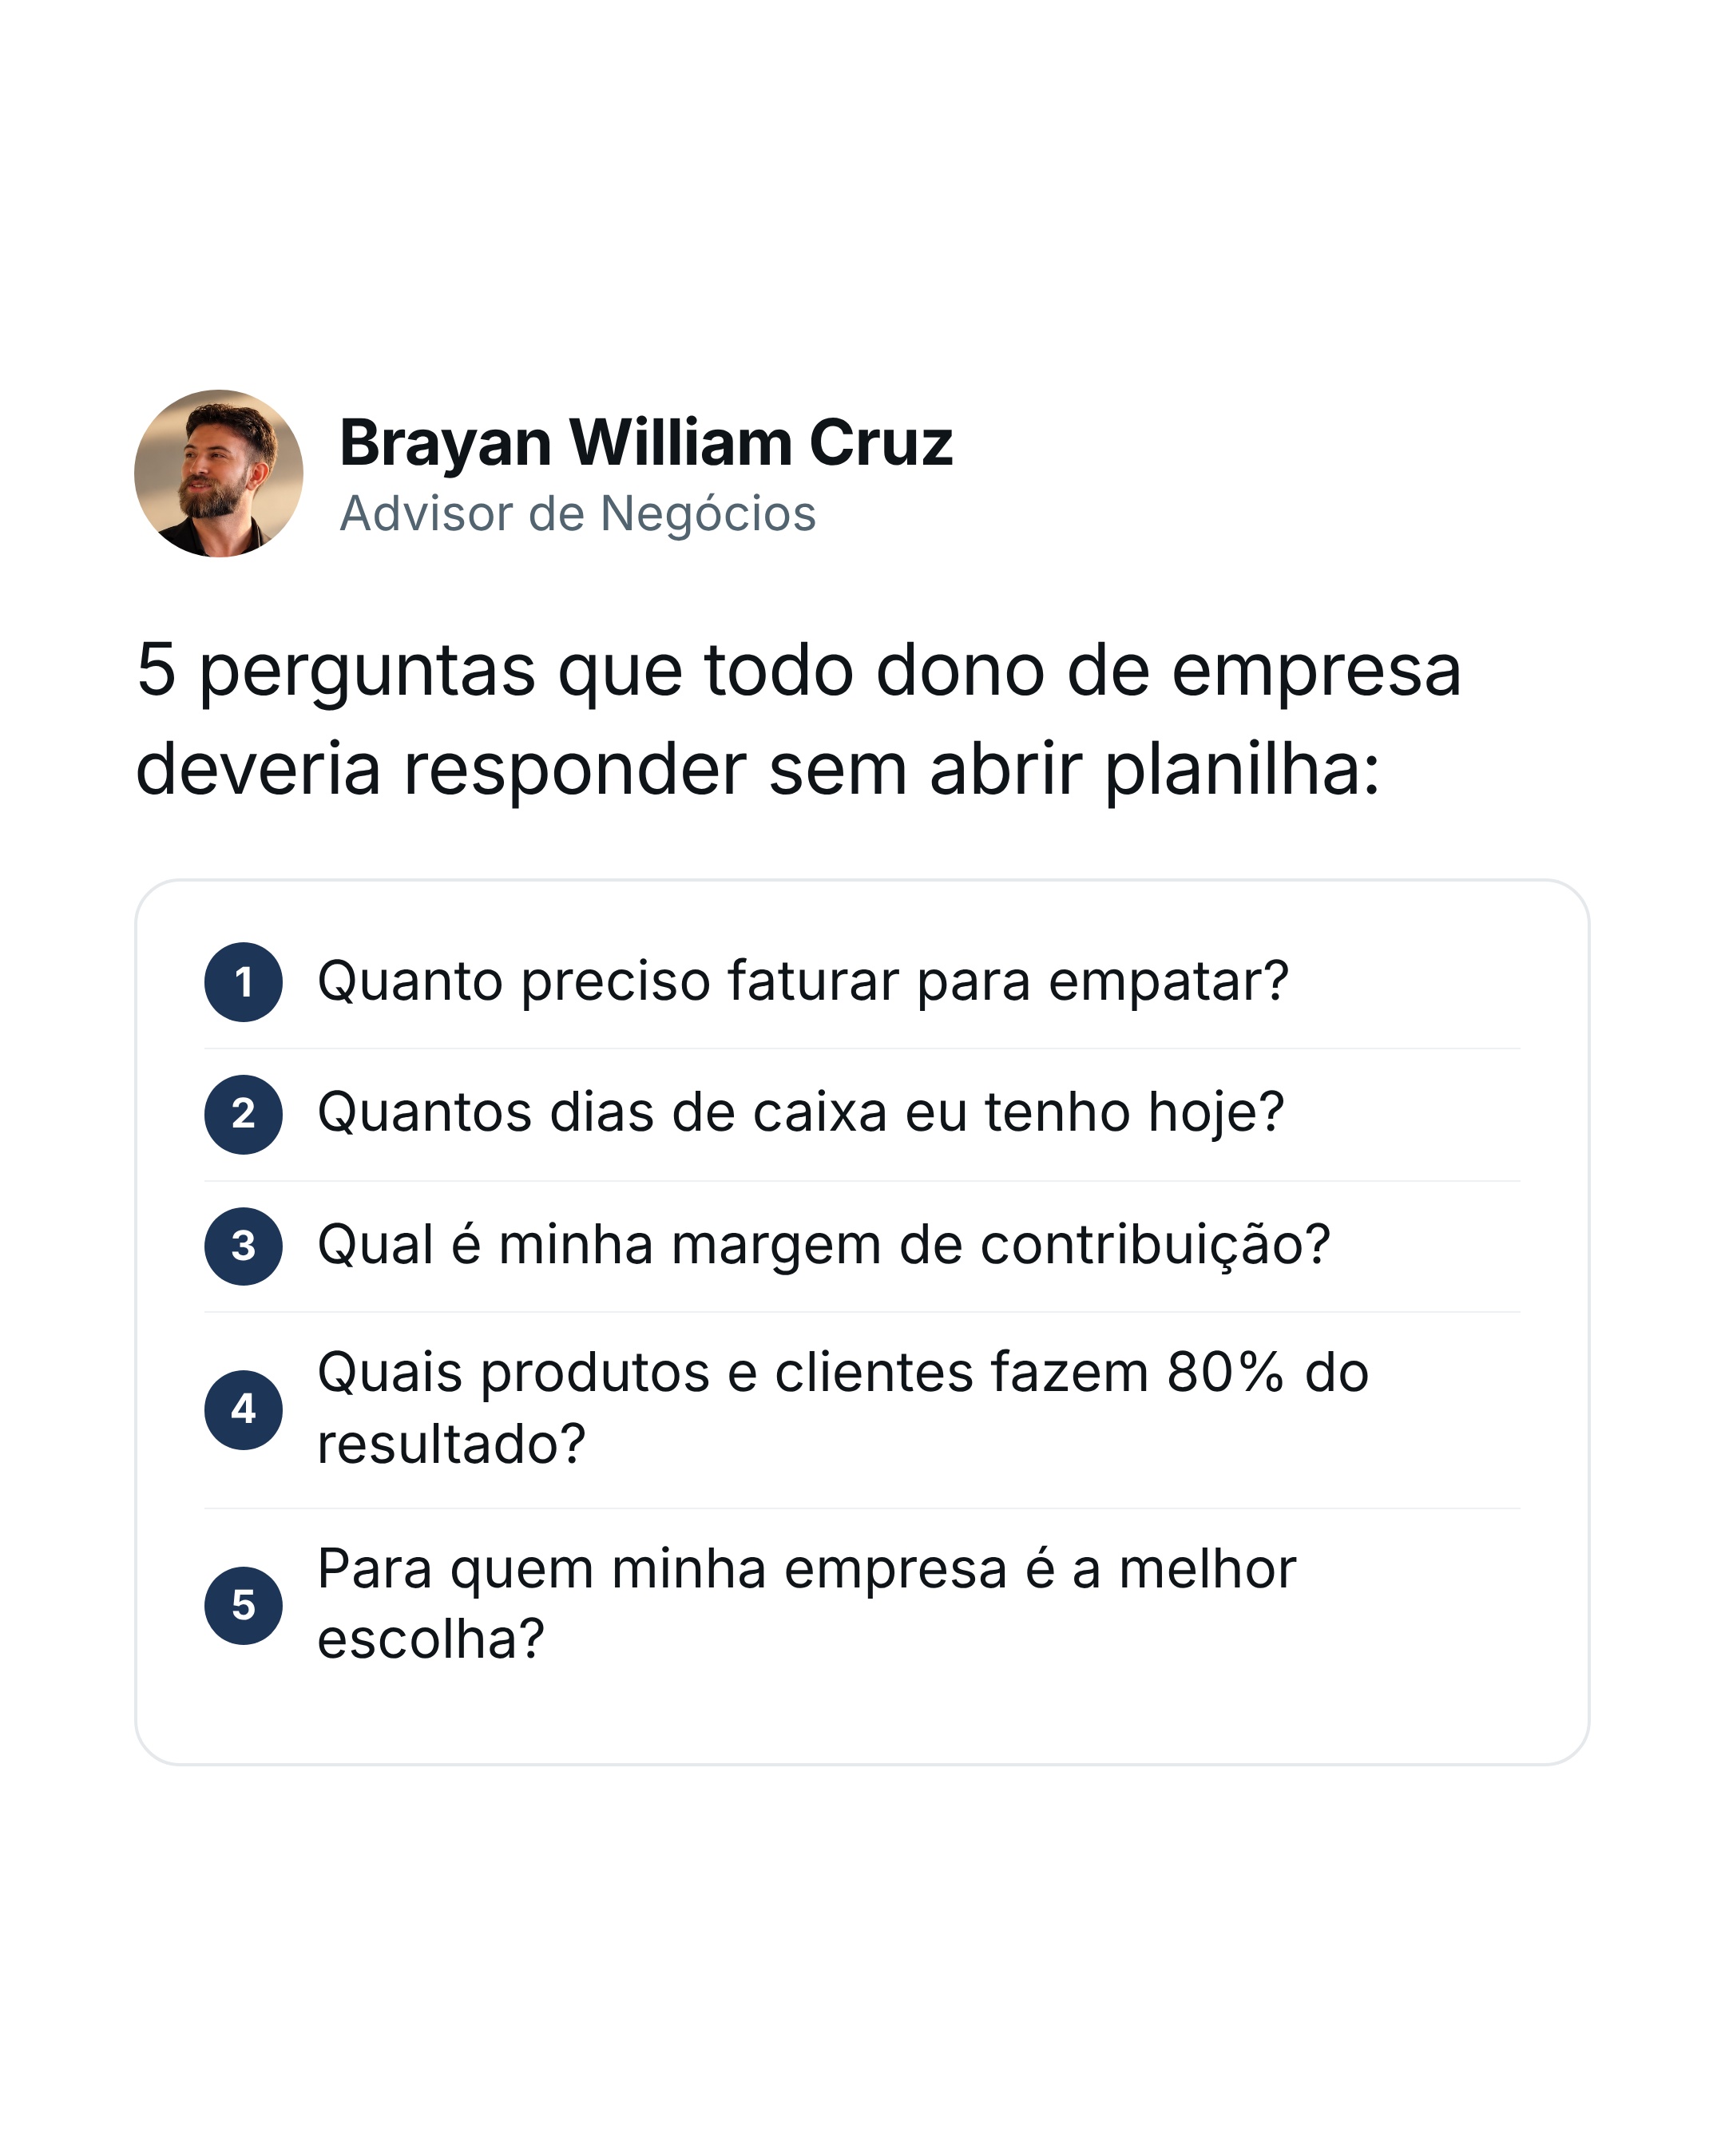 Brayan William Cruz
Advisor de Negócios
5 perguntas que todo dono de empresa
deveria responder sem abrir planilha:
1 Quanto preciso faturar para empatar?
2 Quantos dias de caixa eu tenho hoje?
3 Qual é minha margem de contribuição?
4 Quais produtos e clientes fazem 80% do
resultado?
5 Para quem minha empresa é a melhor
escolha?